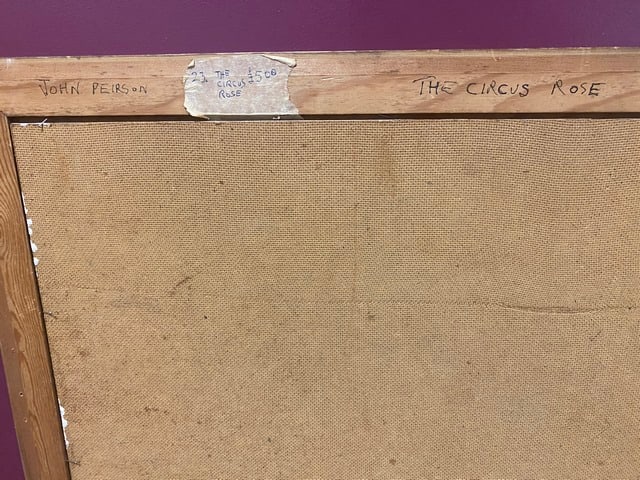 JOHN PEIRSON
23 THE £500
CIRCUS
ROSE
THE CIRCUS ROSE